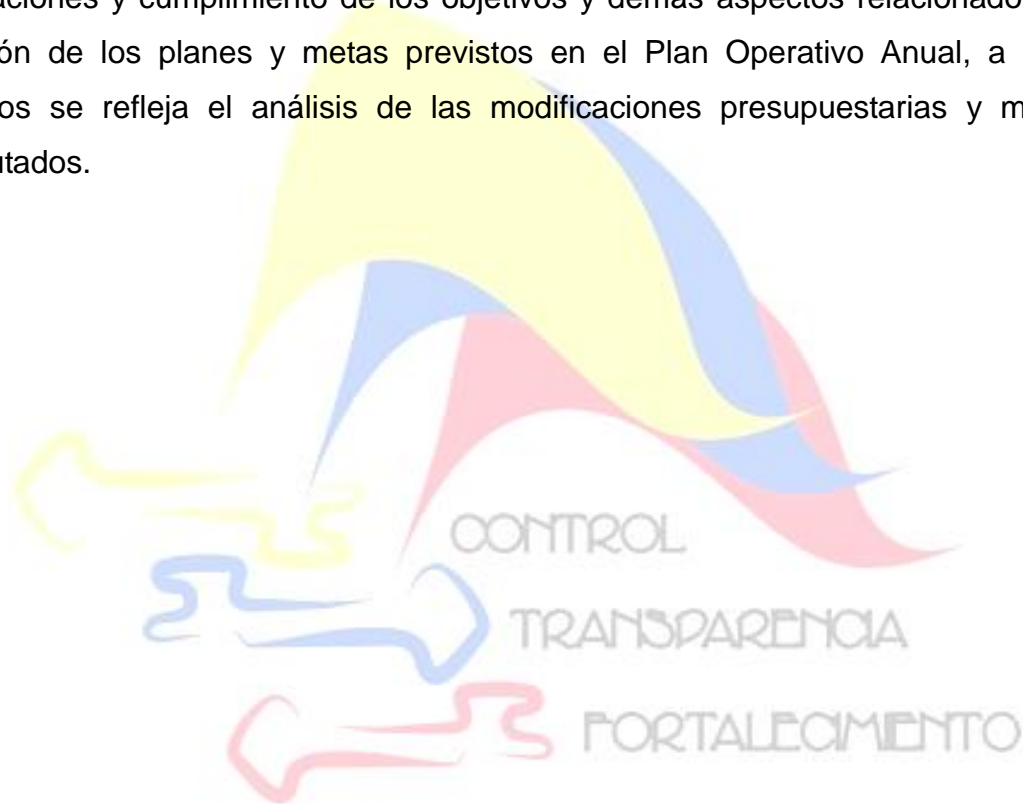 aciones y cumplimiento de los objetivos y demás aspectos relacionado
ón de los planes y metas previstos en el Plan Operativo Anual, a
os se refleja el análisis de las modificaciones presupuestarias y m
utados.
CONTROL
TRANSPARENCIA
FORTALECIMIENTO